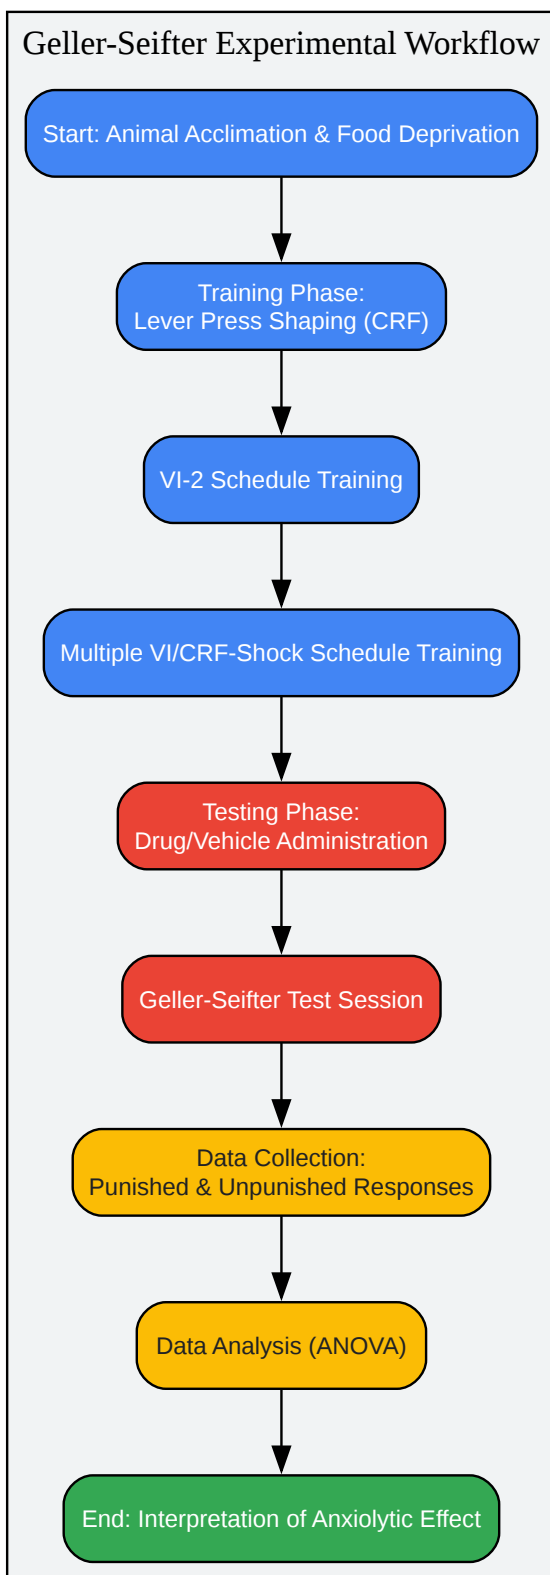 Geller-Seifter Experimental Workflow
Start: Animal Acclimation & Food Deprivation
Training Phase:
Lever Press Shaping (CRF)
VI-2 Schedule Training
Multiple VI/CRF-Shock Schedule Training
Testing Phase:
Drug/Vehicle Administration
Geller-Seifter Test Session
Data Collection:
Punished & Unpunished Responses
Data Analysis (ANOVA)
End: Interpretation of Anxiolytic Effect